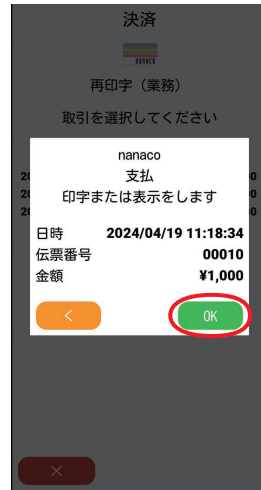 決済
nanaco
再印字（業務）
取引を選択してください
nanaco
支払
印字または表示をします
日時 2024/04/19 11:18:34
伝票番号 00010
金額 ¥1,000
< OK
×